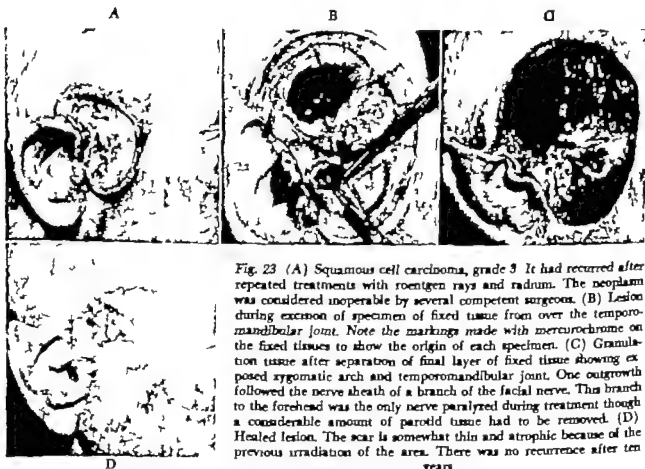 A
B
C
Fig. 23 (A) Squamous cell carcinoma, grade 3 It had recurred after
repeated treatments with roentgen rays and radium. The neoplasm
was considered inoperable by several competent surgeons. (B) Lesion
during excision of specimen of fixed tissue from over the temporo-
mandibular joint. Note the markings made with mercurochrome on
the fixed tissues to show the origin of each specimen. (C) Granula-
tion tissue after separation of final layer of fixed tissue showing ex
posed zygomatic arch and temporomandibular joint. One outgrowth
followed the nerve sheath of a branch of the facial nerve. This branch
to the forehead was the only nerve paralyzed during treatment though
a considerable amount of parotid tissue had to be removed. (D)
Healed lesion. The scar is somewhat thin and atrophic because of the
previous irradiation of the area. There was no recurrence after ten
years
D